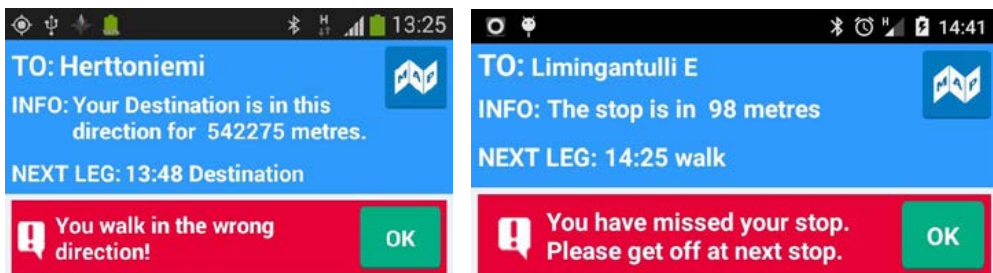 H
13:25
TO: Herttoniemi
MAP
INFO: Your Destination is in this
direction for 542275 metres.
NEXT LEG: 13:48 Destination
You walk in the wrong
direction!
OK
H
14:41
TO: Limingantulli E
MAP
INFO: The stop is in 98 metres
NEXT LEG: 14:25 walk
You have missed your stop.
Please get off at next stop.
OK